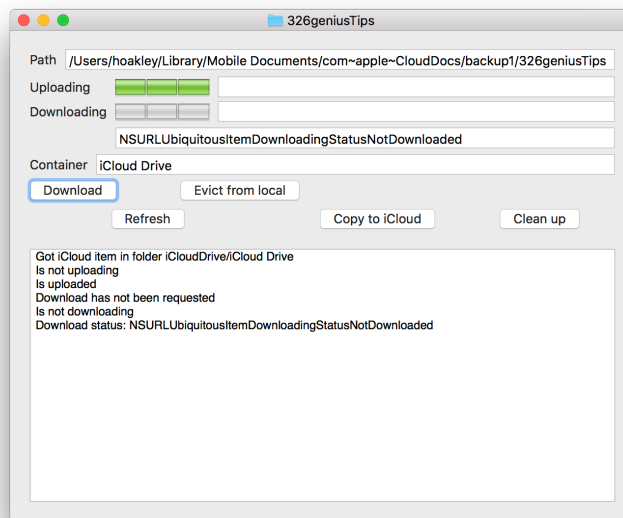 326geniusTips
Path /Users/hoakley/Library/Mobile Documents/com~apple~CloudDocs/backup1/326geniusTips
Uploading
Downloading
NSURLUbiquitousItemDownloadingStatusNotDownloaded
Container iCloud Drive
Download Evict from local
Refresh Copy to iCloud Clean up
Got iCloud item in folder iCloudDrive/iCloud Drive
Is not uploading
Is uploaded
Download has not been requested
Is not downloading
Download status: NSURLUbiquitousItemDownloadingStatusNotDownloaded